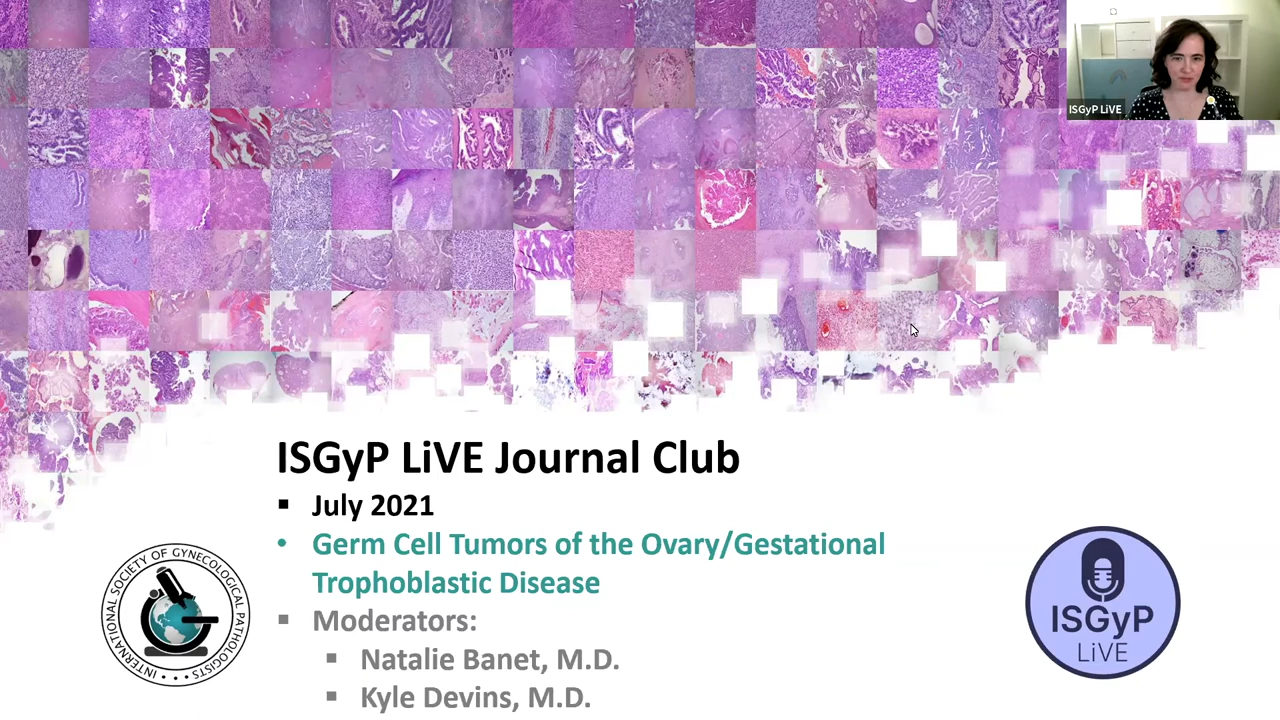 ISGyP LiVE
ISGyP LiVE Journal Club
July 2021
Germ Cell Tumors of the Ovary/Gestational
Trophoblastic Disease
Moderators:
Natalie Banet, M.D.
Kyle Devins, M.D.
INTERNATIONAL SOCIETY OF GYNECOLOGICAL PATHOLOGISTS
ISGyP
LiVE